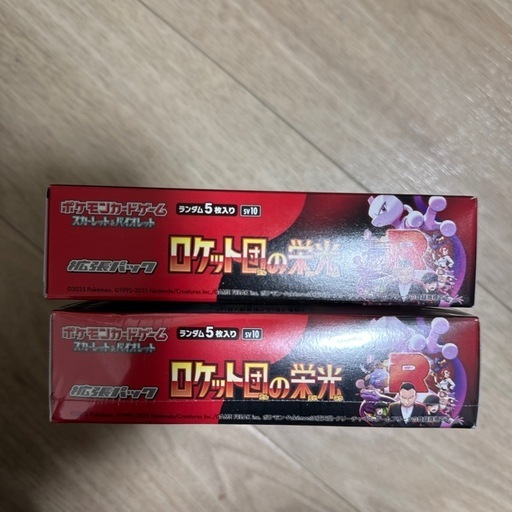 ポケモンカードゲーム
スカーレット&バイオレット
ランダム5枚入り sv10
拡張パック
ロケット団の栄光
R
ポケモンカードゲーム
スカーレット&バイオレット
ランダム5枚入り sv10
拡張パック
ロケット団の栄光
R